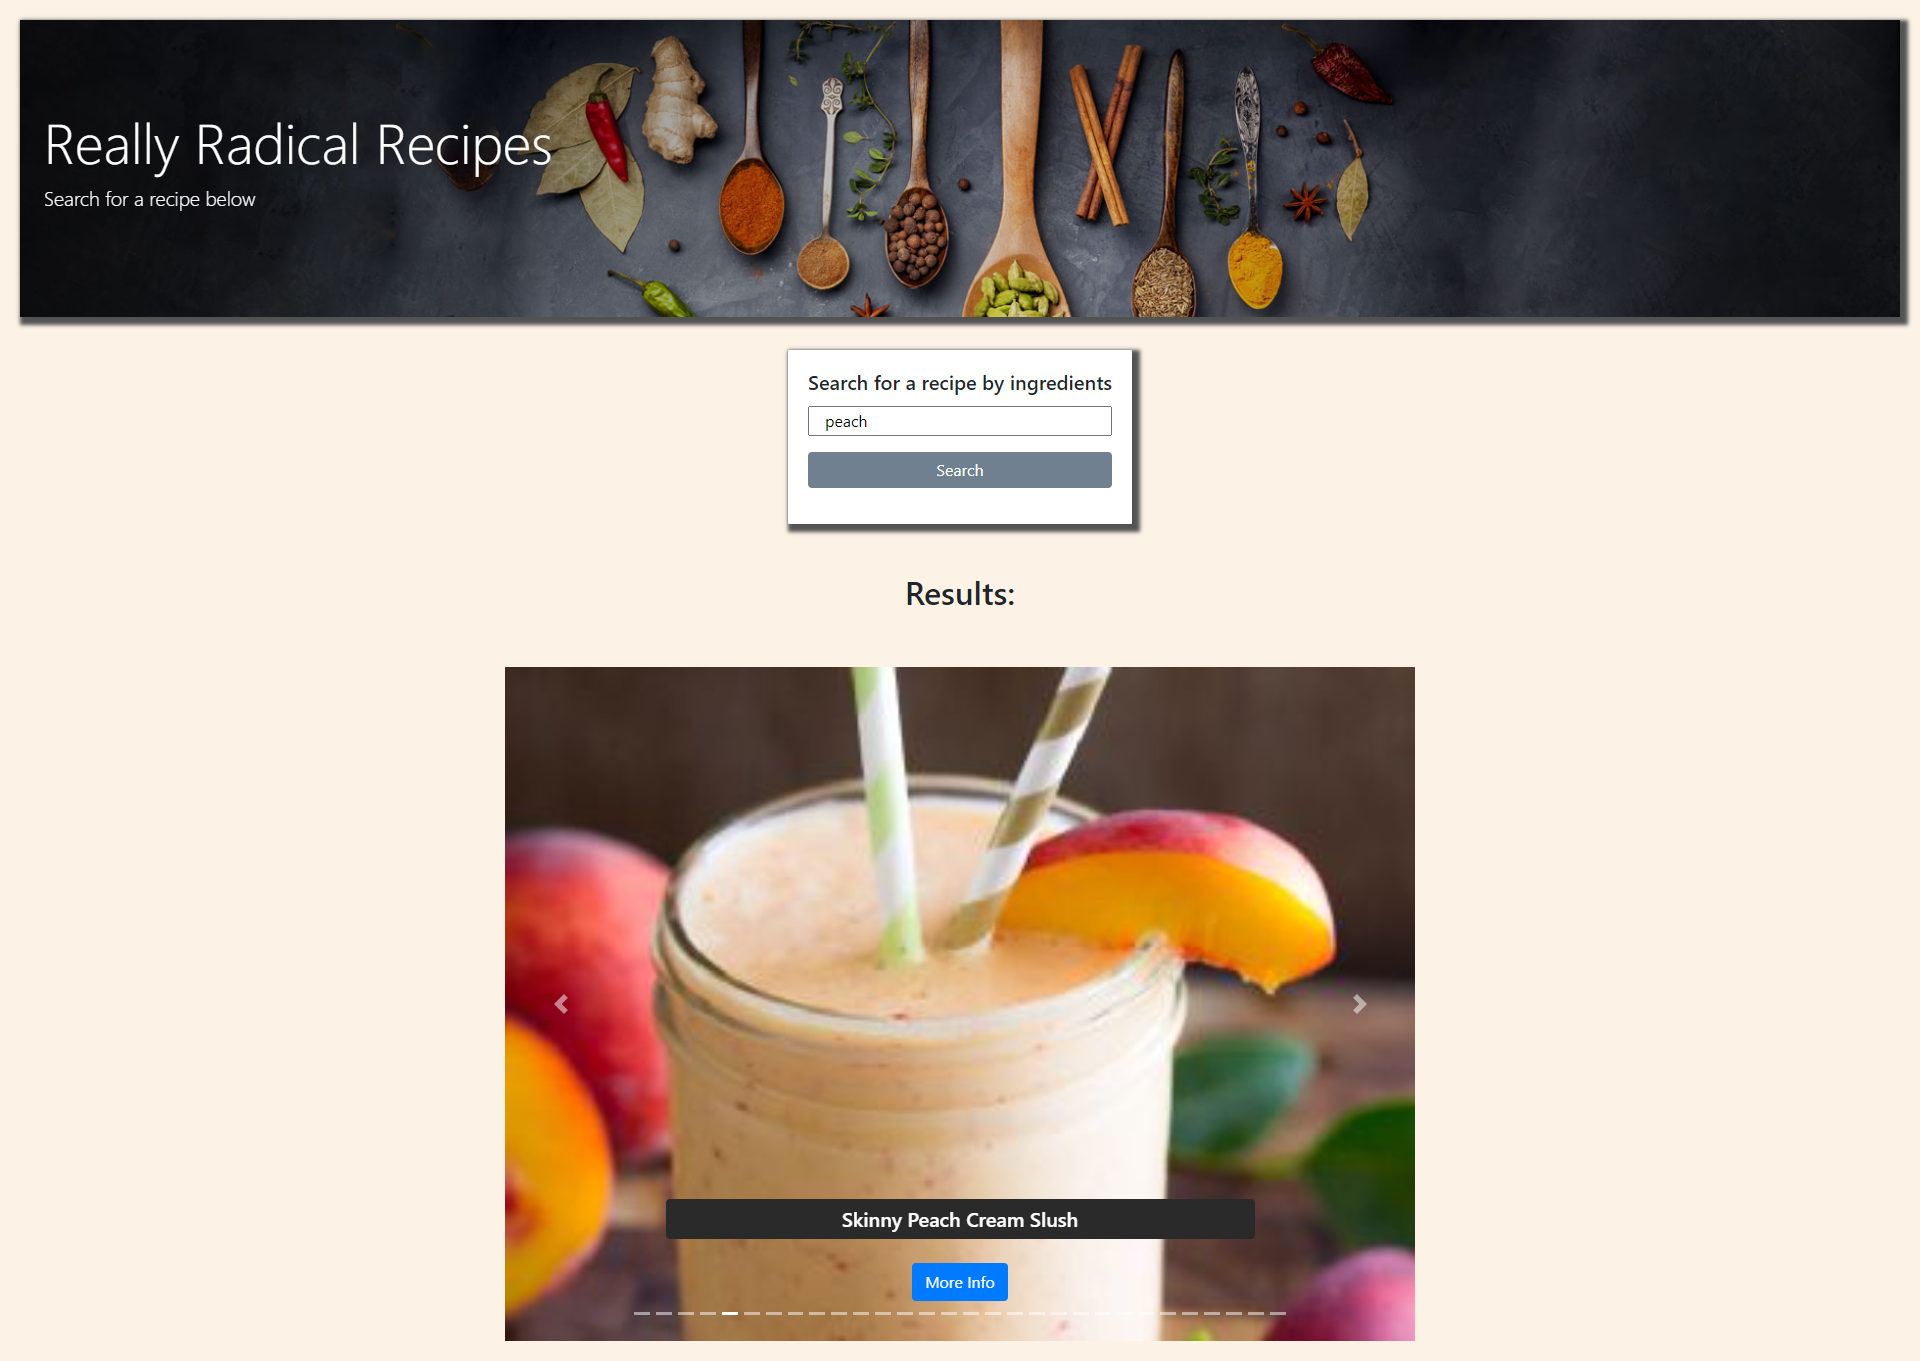 Really Radical Recipes
Search for a recipe below
Search for a recipe by ingredients
peach
Search
Results:
Skinny Peach Cream Slush
More Info